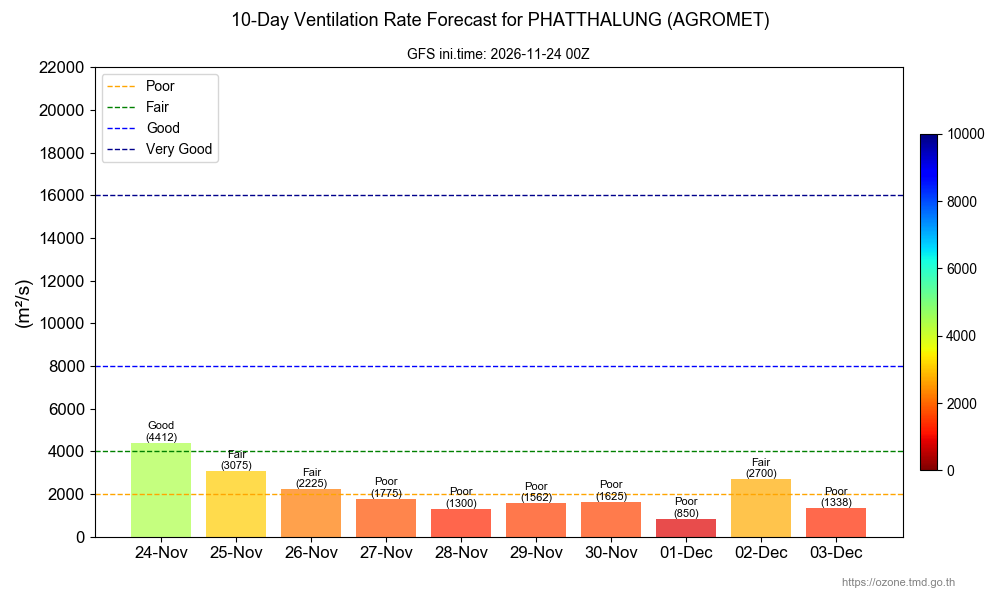 10-Day Ventilation Rate Forecast for PHATTHALUNG (AGROMET)
GFS ini.time: 2026-11-24 00Z
22000
20000
18000
16000
14000
12000
10000
8000
6000
4000
2000
0
(m²/s)
Poor
Fair
Good
Very Good
Good
(4412)
Fair
(3075)
Fair
(2225)
Poor
(1775)
Poor
(1300)
Poor
(1562)
Poor
(1625)
Poor
(850)
Fair
(2700)
Poor
(1338)
24-Nov 25-Nov 26-Nov 27-Nov 28-Nov 29-Nov 30-Nov 01-Dec 02-Dec 03-Dec
10000
8000
6000
4000
2000
0
https://ozone.tmd.go.th